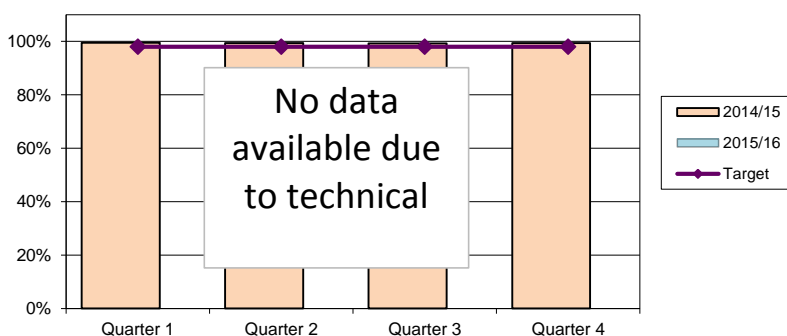 100%
80%
60%
40%
20%
0%
No data
available due
to technical
Quarter 1 Quarter 2 Quarter 3 Quarter 4
2014/15
2015/16
Target